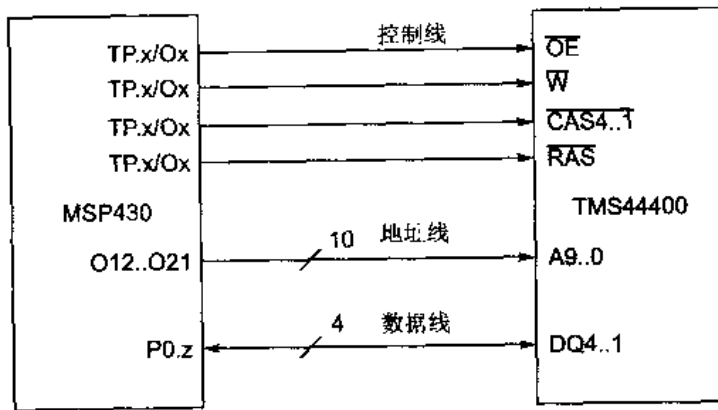 控制线
TP.x/Ox
OE
TP.x/Ox
W
TP.x/Ox
CAS4..1
TP.x/Ox
RAS
MSP430
TMS44400
10
地址线
O12..O21
A9..0
4
数据线
P0.z
DQ4..1